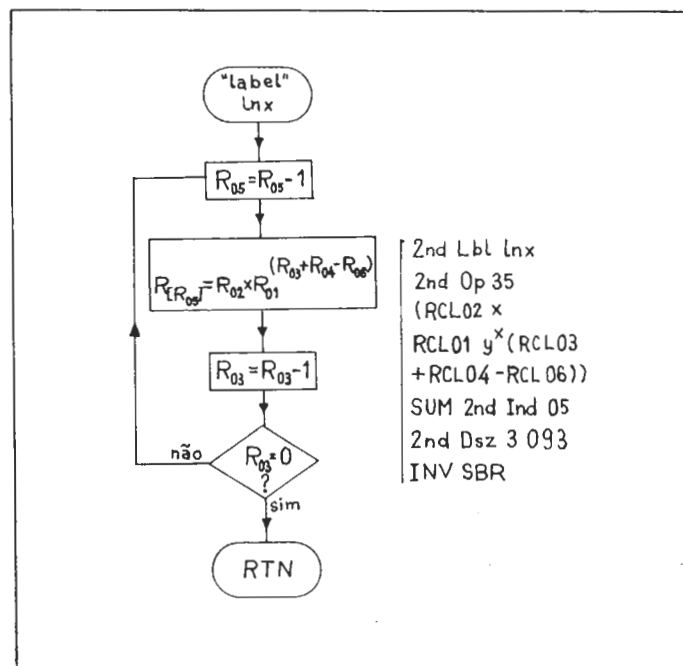 "label"
lnx
R05=R05-1
R[R05]=R02×R01^(R03+R04-R06)
R03=R03-1
não
R03=0
?
sim
RTN
2nd Lbl lnx
2nd Op 35
(RCL02 x
RCL01 y^x (RCL03
+RCL04-RCL06))
SUM 2nd Ind 05
2nd Dsz 3 093
INV SBR